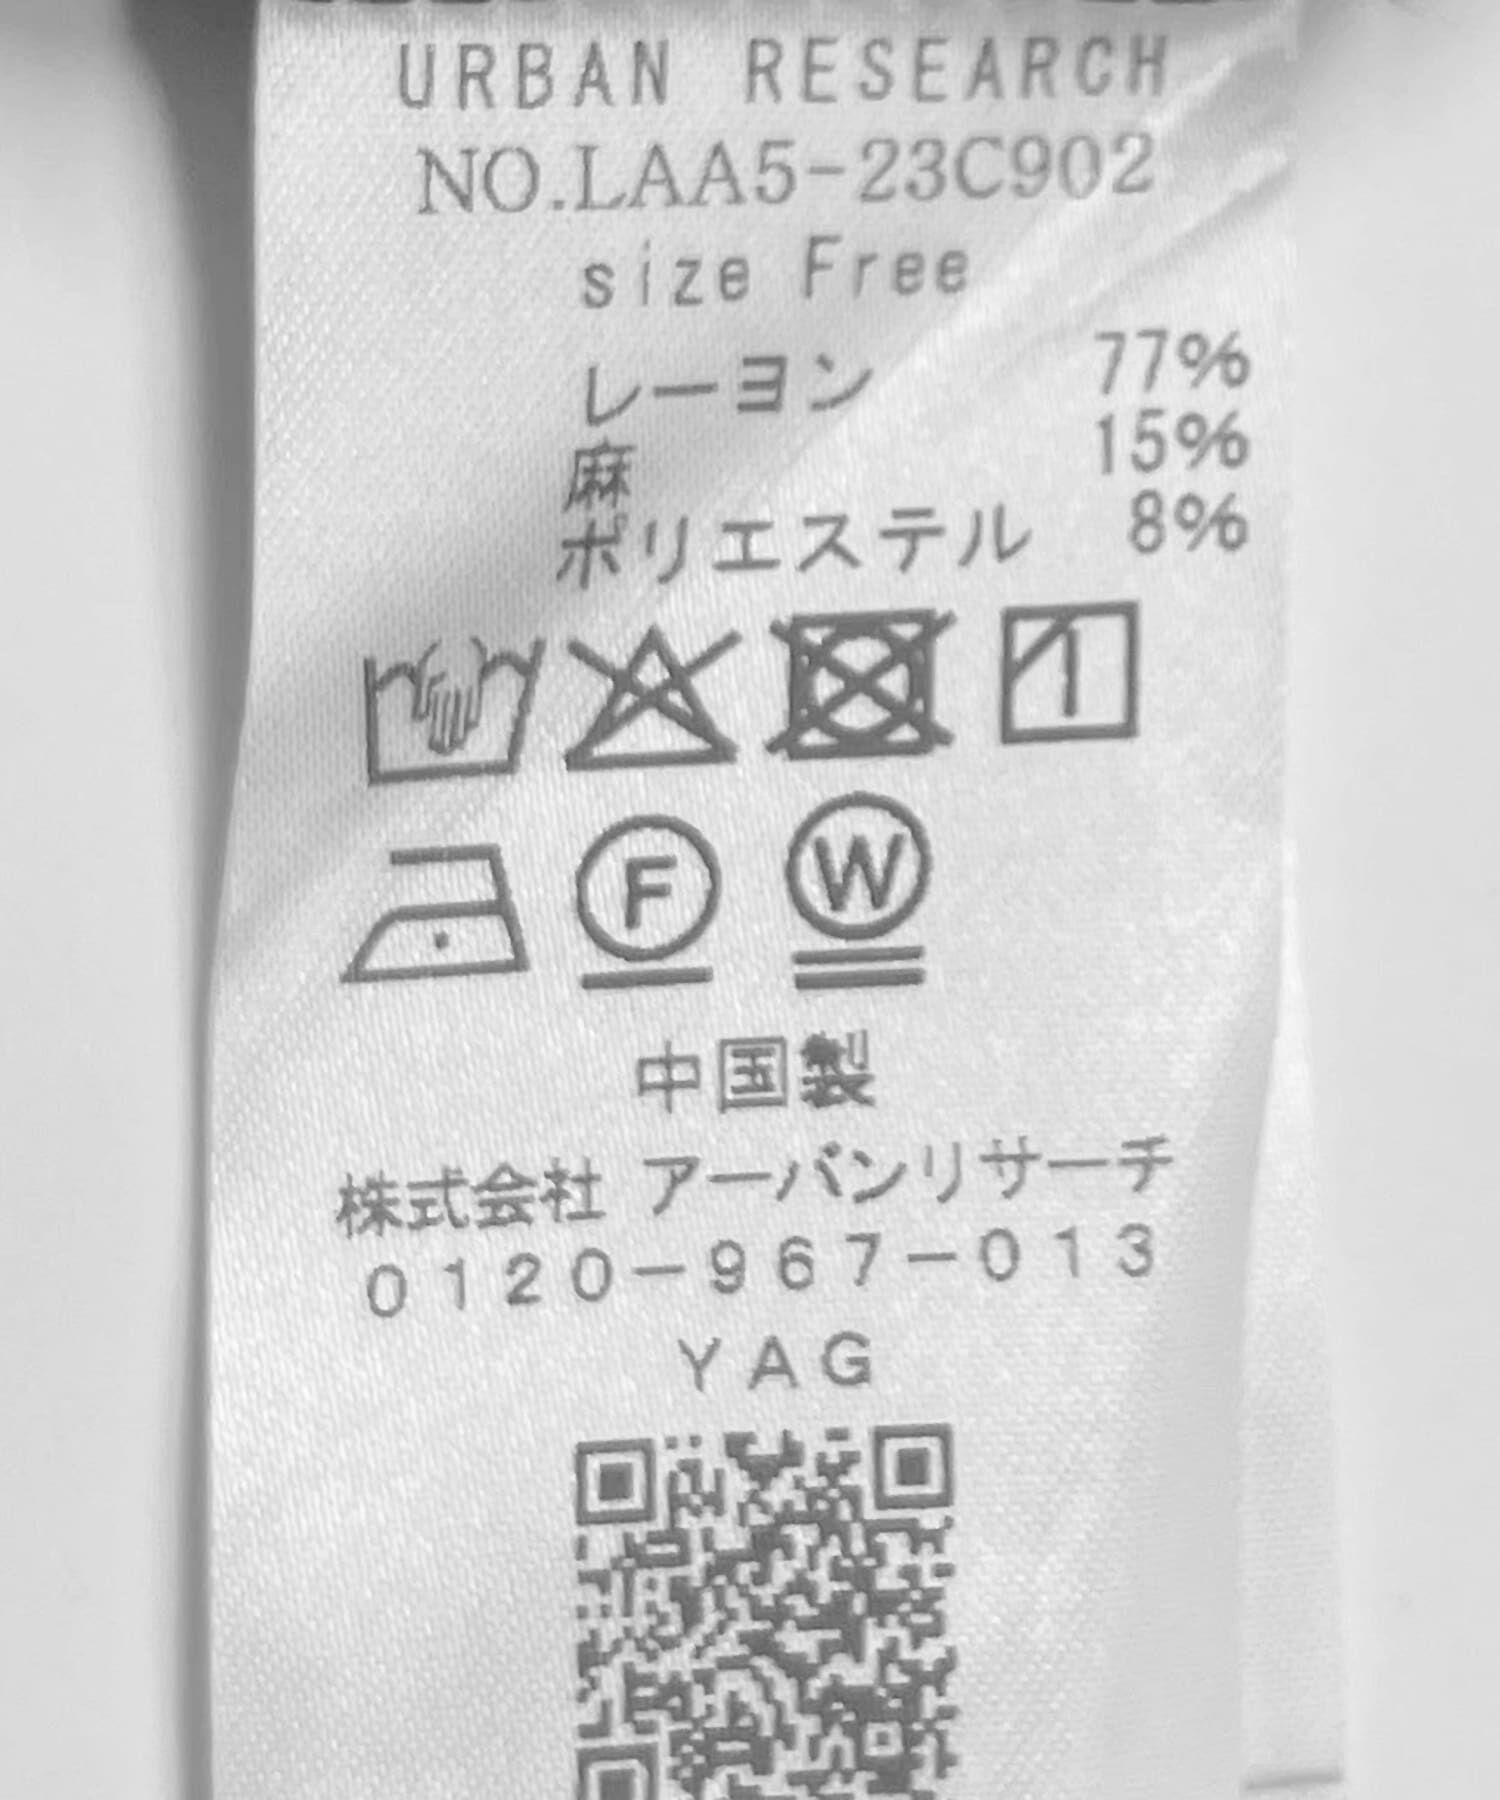 URBAN RESEARCH
NO.LAA5-23C902
size Free
レーヨン 77%
麻 15%
ポリエステル 8%
F W
中国製
株式会社 アーバンリサーチ
0120-967-013
YAG